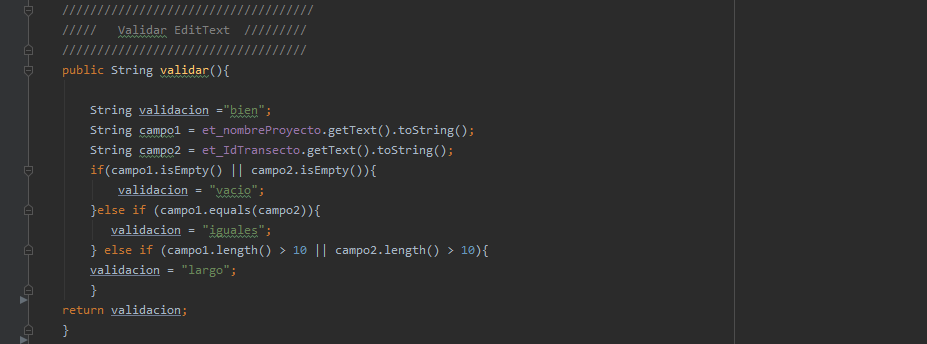 ////////////////////////////////////
/////   Validar EditText  /////////
///////////////////////////////////
public String validar(){
String validacion ="bien";
String campo1 = et_nombreProyecto.getText().toString();
String campo2 = et_IdTransecto.getText().toString();
if(campo1.isEmpty() || campo2.isEmpty()){
validacion = "vacio";
}else if (campo1.equals(campo2)){
validacion = "iguales";
} else if (campo1.length() > 10 || campo2.length() > 10){
validacion = "largo";
}
return validacion;
}